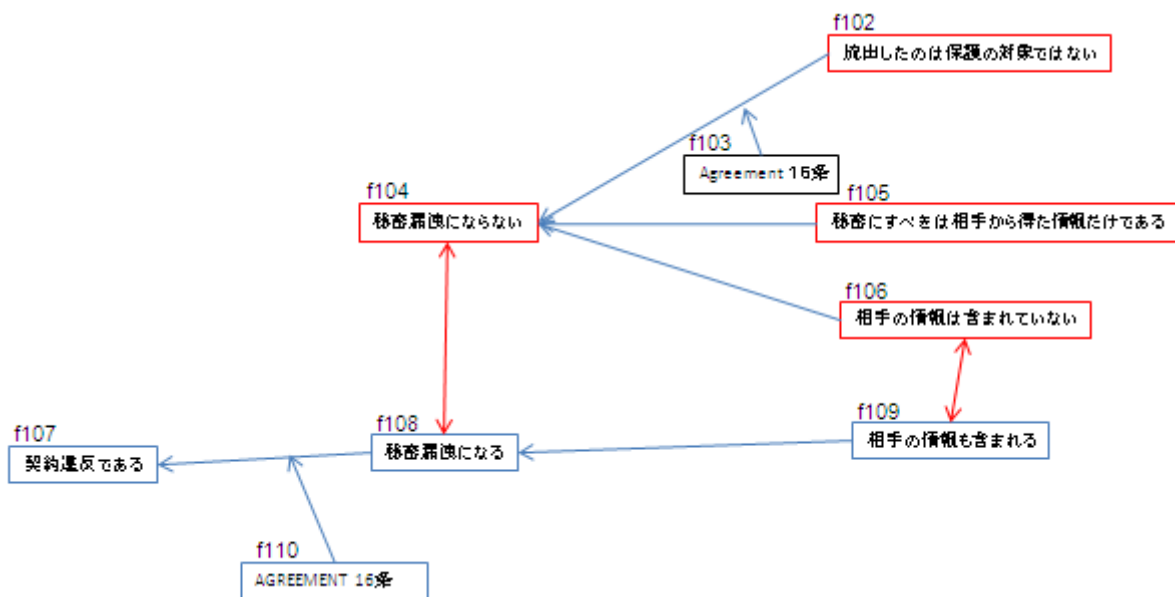 f102
流出したのは保護の対象ではない
f103
Agreement 16条
f104
秘密漏洩にならない
f105
秘密にすべきは相手から得た情報だけである
f106
相手の情報は含まれていない
f107
契約違反である
f108
秘密漏洩になる
f109
相手の情報も含まれる
f110
AGREEMENT 16条